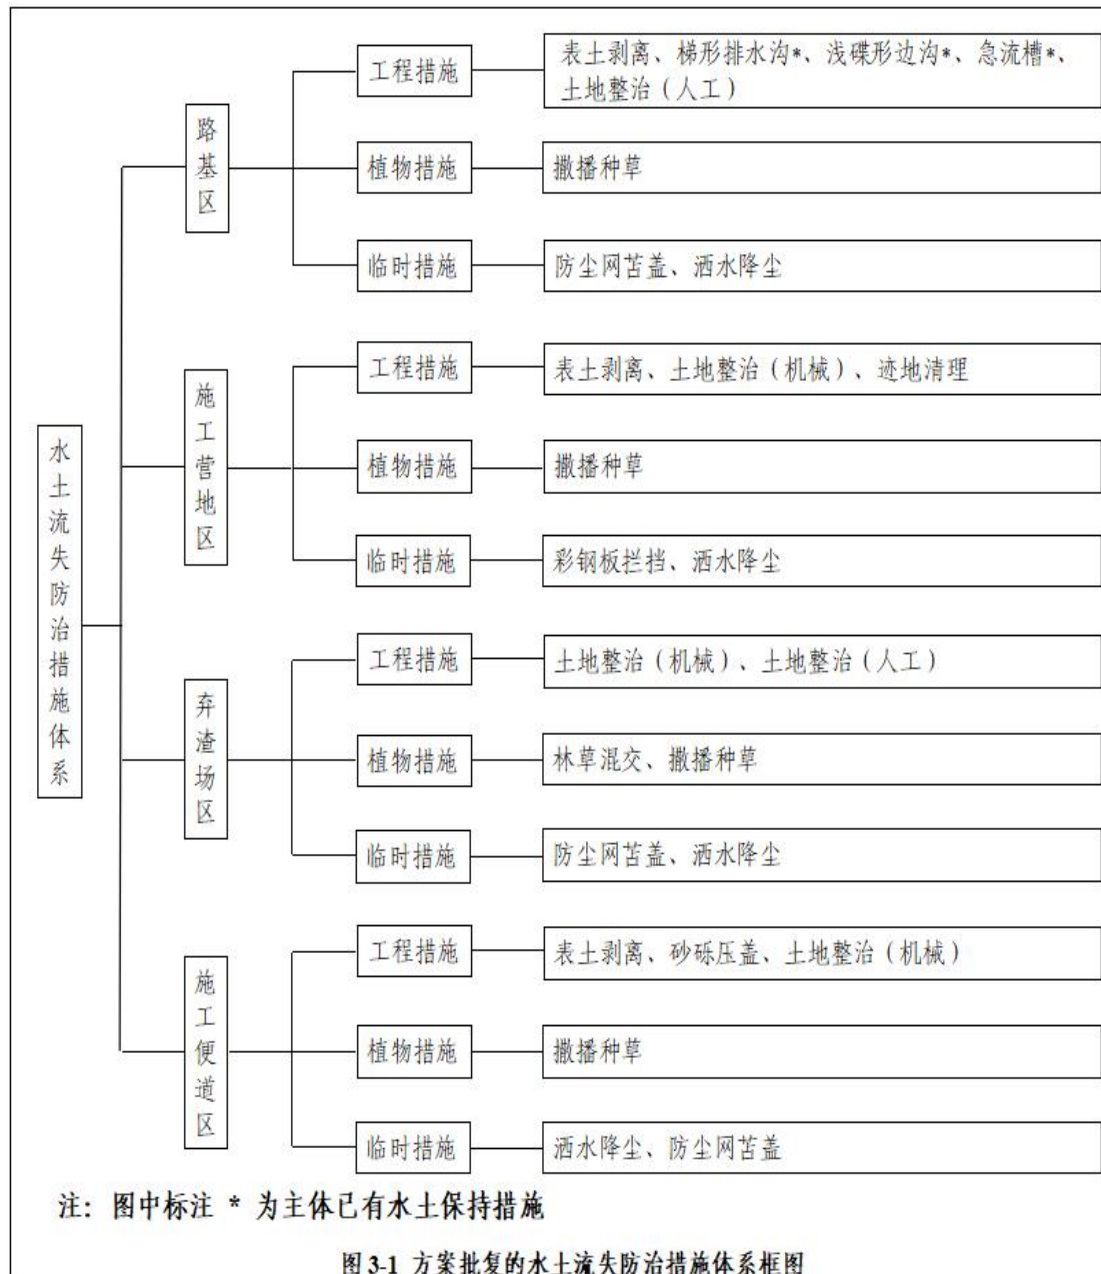 水土流失防治措施体系
路基区
工程措施
表土剥离、梯形排水沟*、浅碟形边沟*、急流槽*、
土地整治（人工）
植物措施
撒播种草
临时措施
防尘网苫盖、洒水降尘
施工营地区
工程措施
表土剥离、土地整治（机械）、迹地清理
植物措施
撒播种草
临时措施
彩钢板拦挡、洒水降尘
弃渣场区
工程措施
土地整治（机械）、土地整治（人工）
植物措施
林草混交、撒播种草
临时措施
防尘网苫盖、洒水降尘
施工便道区
工程措施
表土剥离、砂砾压盖、土地整治（机械）
植物措施
撒播种草
临时措施
洒水降尘、防尘网苫盖
注：图中标注 * 为主体已有水土保持措施
图 3-1 方案批复的水土流失防治措施体系框图